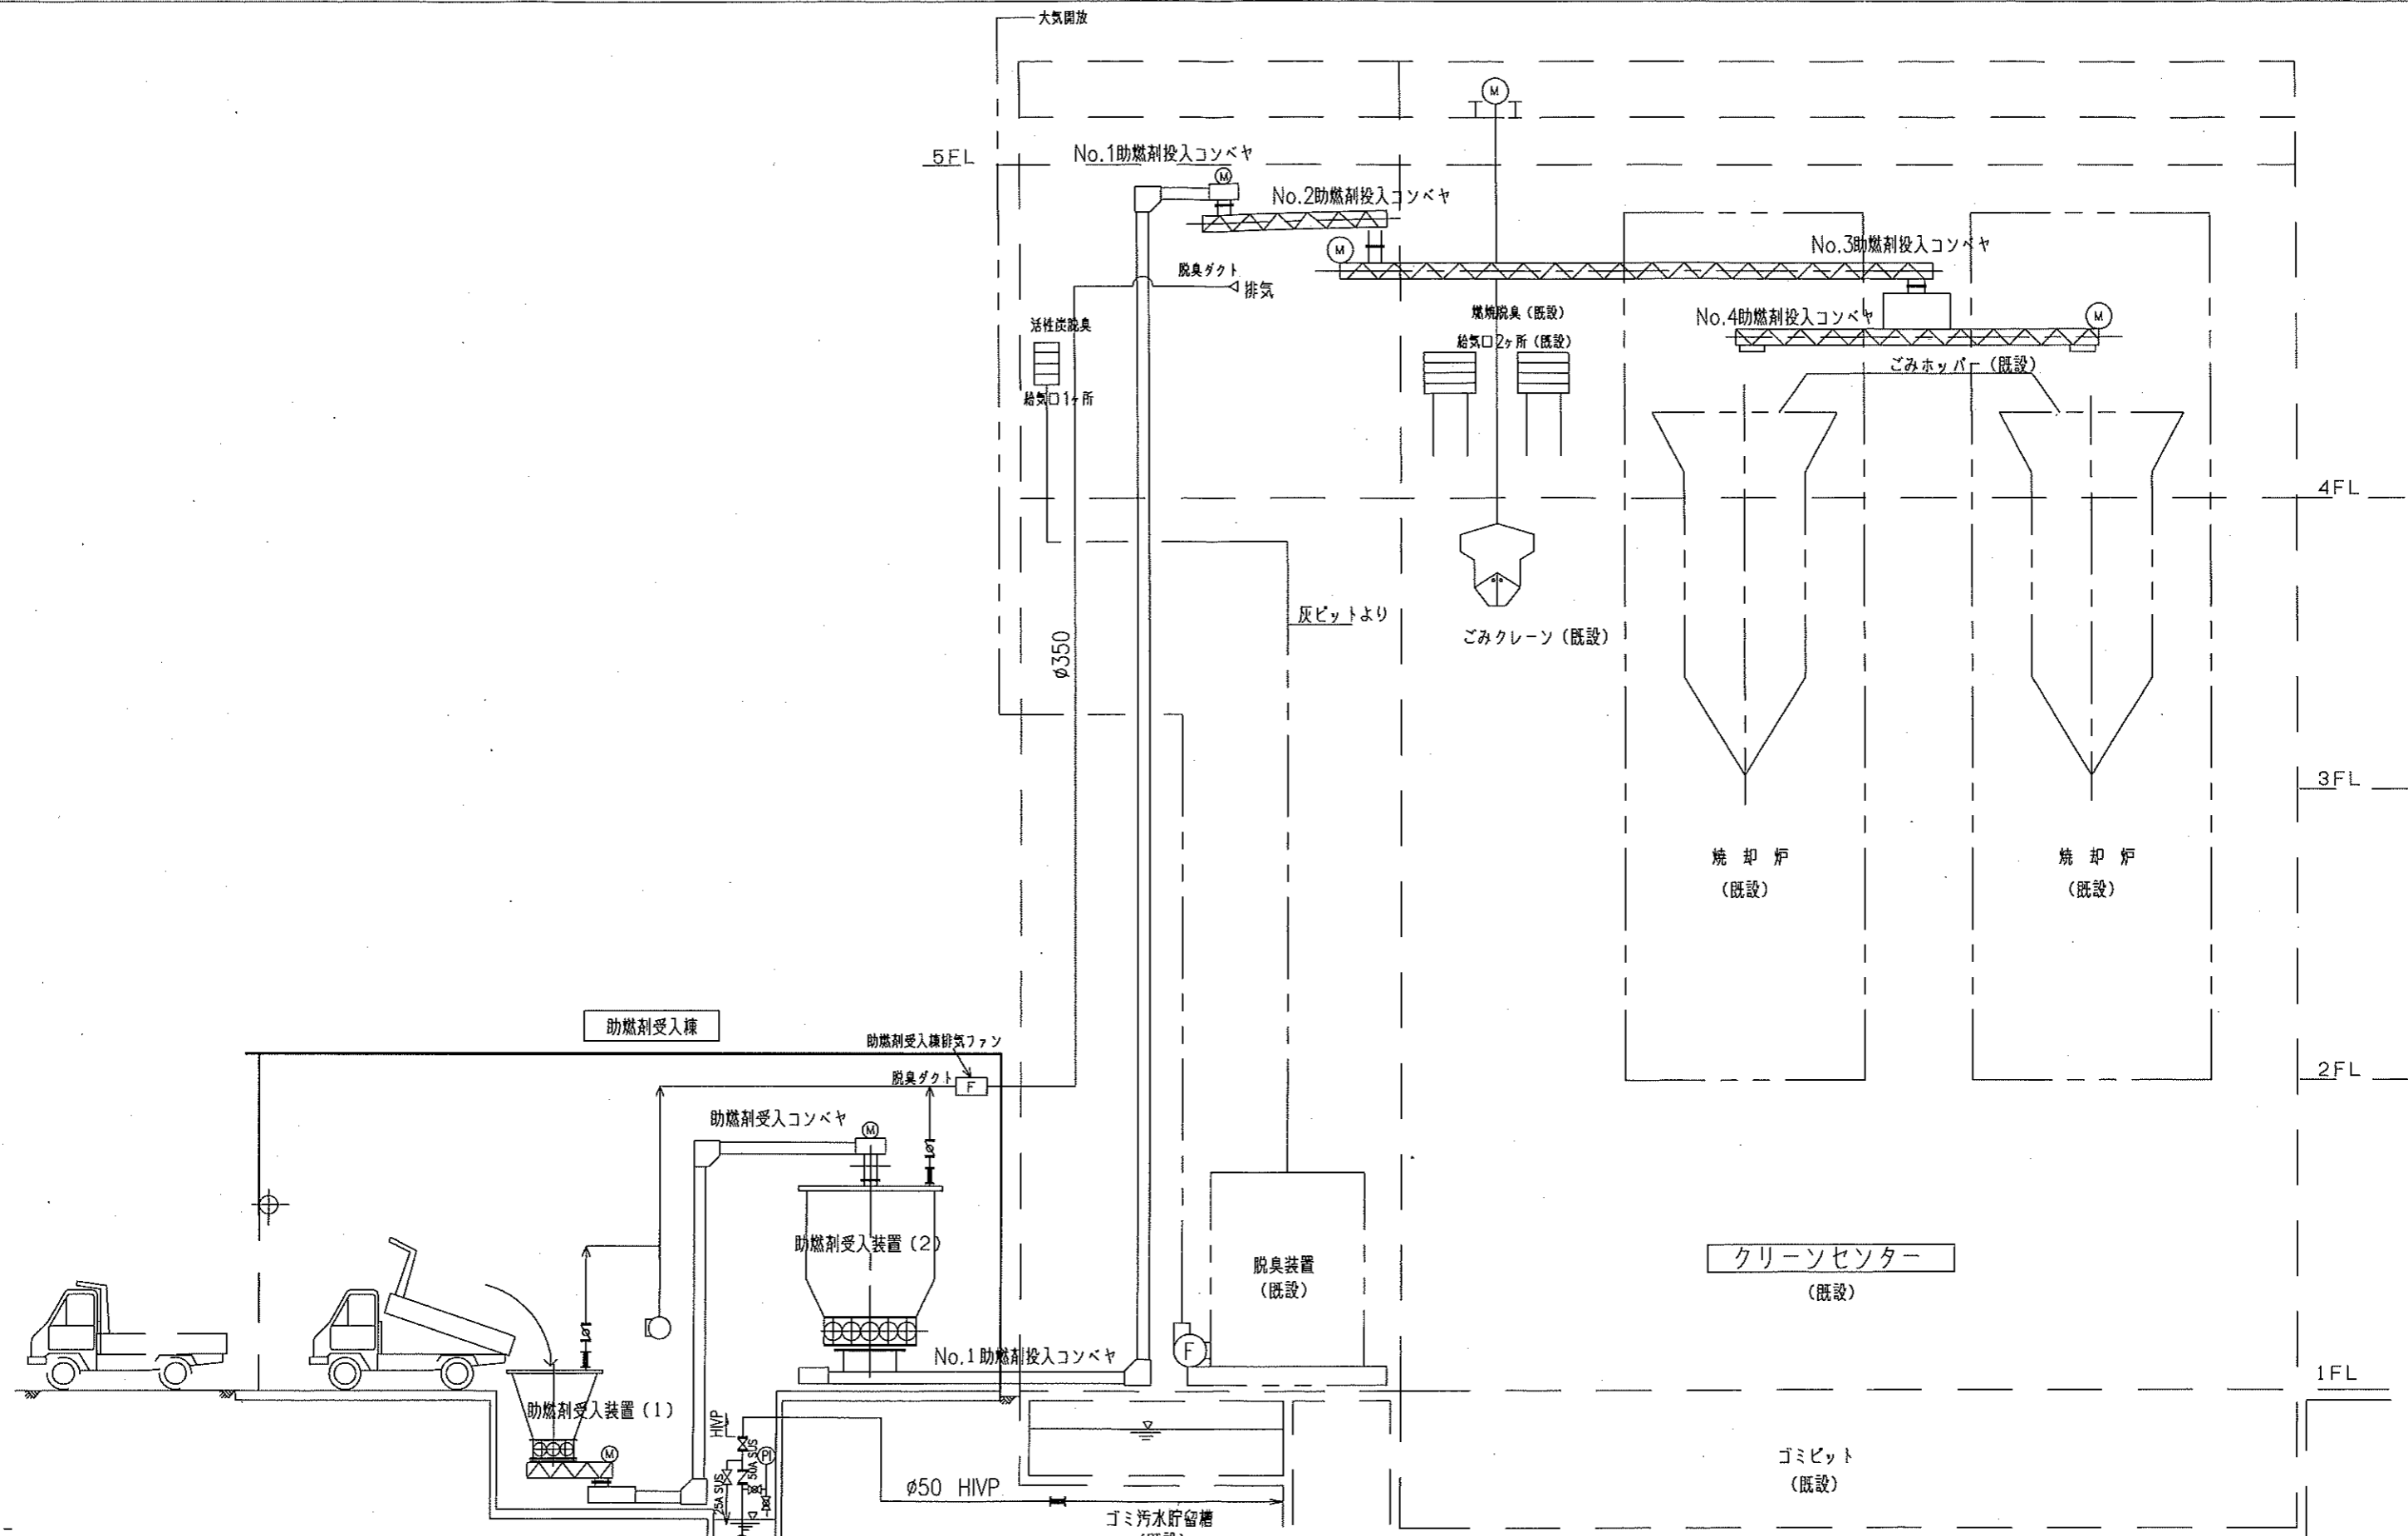 大気開放
5FL
No.1助燃剤投入コンベヤ
M
M
No.2助燃剤投入コンベヤ
M
No.3助燃剤投入コンベヤ
脱臭ダクト
排気
活性炭脱臭
給気口1ヶ所
燃焼脱臭(既設)
給気口2ヶ所(既設)
No.4助燃剤投入コンベヤ
M
ごみホッパー(既設)
4FL
灰ピットより
ごみクレーン(既設)
ø350
3FL
焼却炉
(既設)
焼却炉
(既設)
助燃剤受入棟
助燃剤受入棟排気ファン
脱臭ダクト
F
2FL
助燃剤受入コンベヤ
M
助燃剤受入装置(2)
脱臭装置
(既設)
クリーンセンター
(既設)
F
No.1助燃剤投入コンベヤ
1FL
助燃剤受入装置(1)
M
HIVP
50A SUS
PI
25A SUS
ø50 HIVP
ゴミ汚水貯留槽
ゴミピット
(既設)